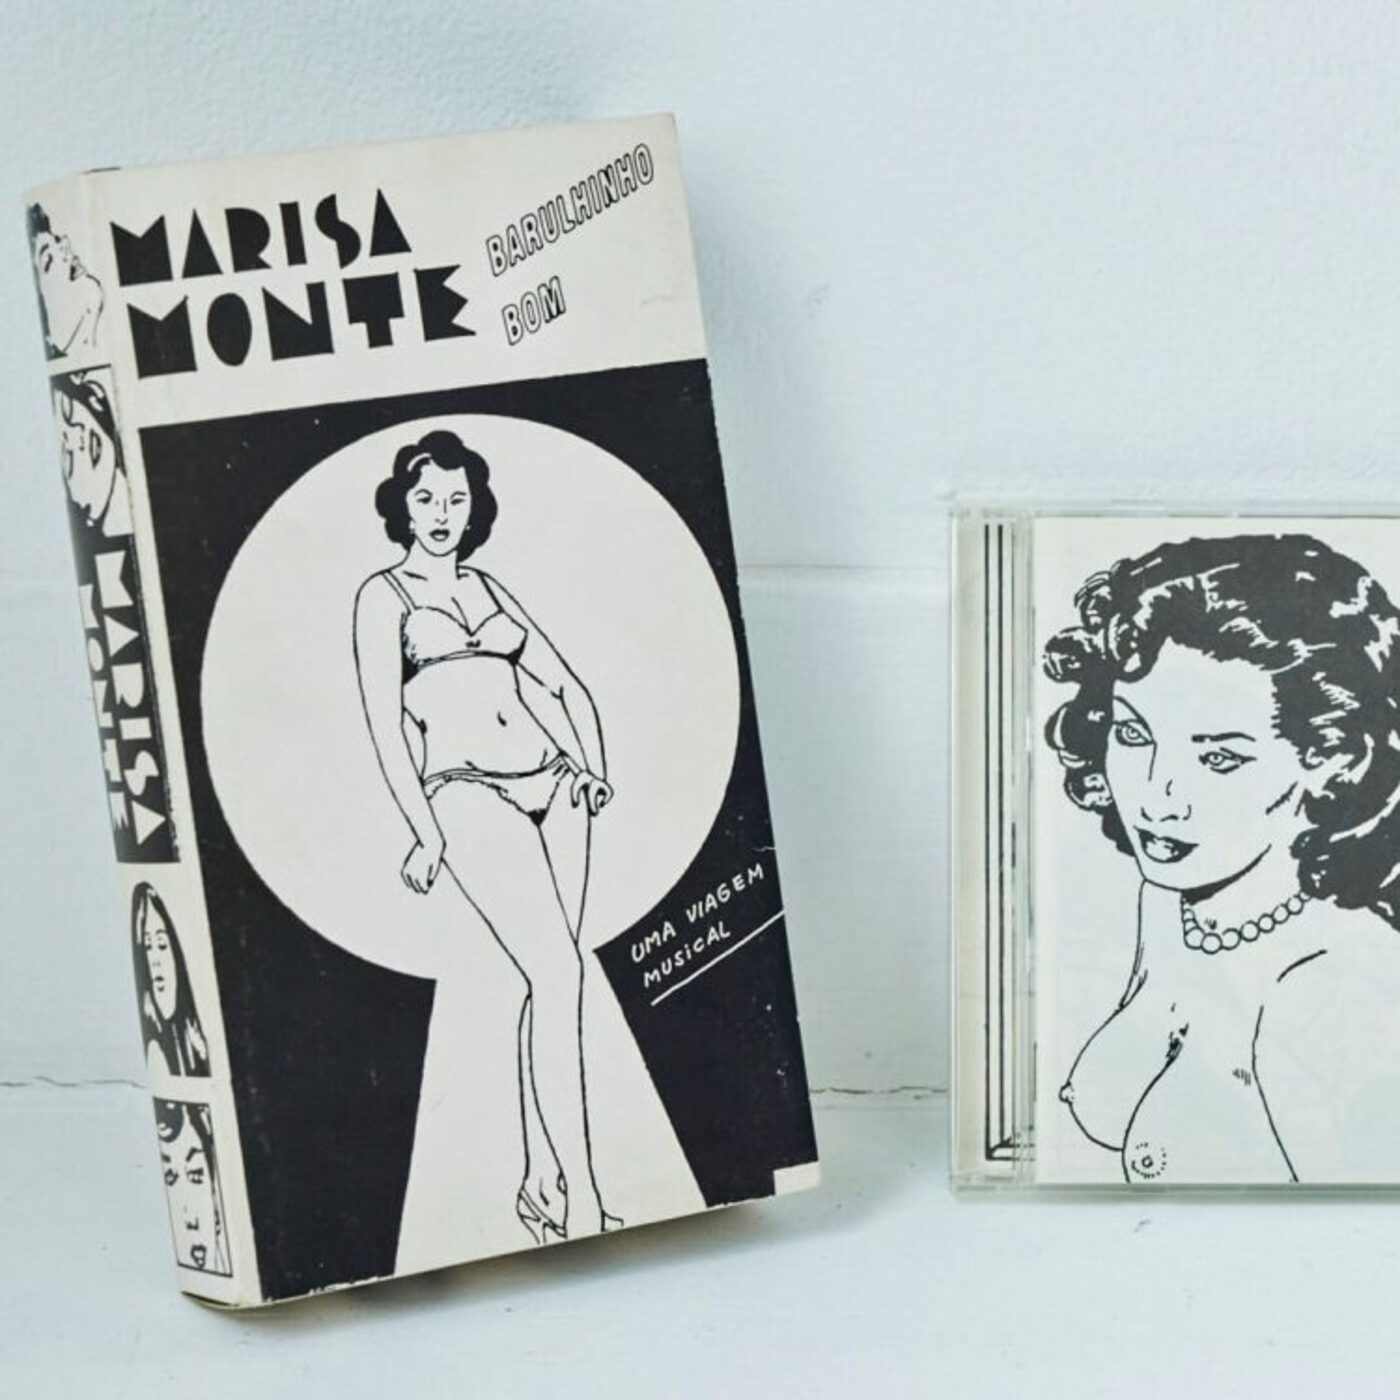 MARISA
MONTE
BARULHINHO
BOM
UMA VIAGEM
MUSICAL
MARISA
MONTE